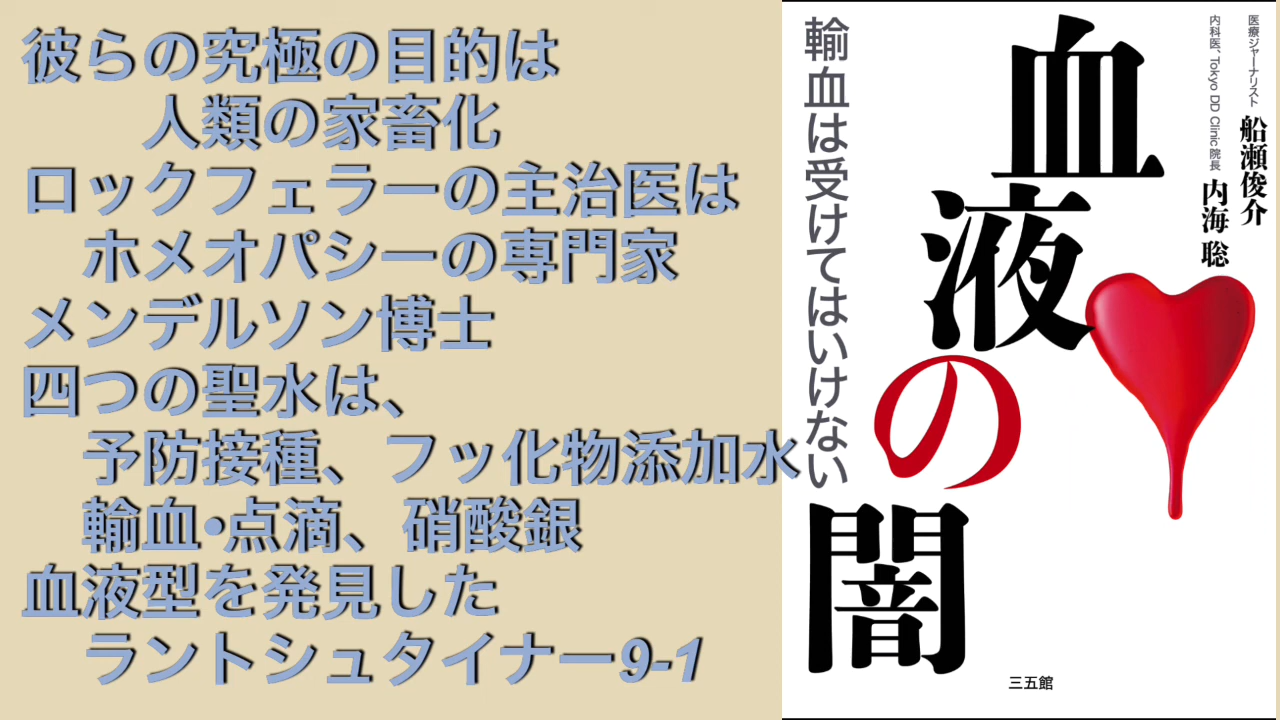 彼らの究極の目的は
人類の家畜化
ロックフェラーの主治医は
ホメオパシーの専門家
メンデルソン博士
四つの聖水は、
予防接種、フッ化物添加水
輸血・点滴、硝酸銀
血液型を発見した
ラントシュタイナー9-1
医療ジャーナリスト 船瀬俊介
内科医、Tokyo DD Clinic院長 内海 聡
血液の闇
輸血は受けてはいけない
三五館